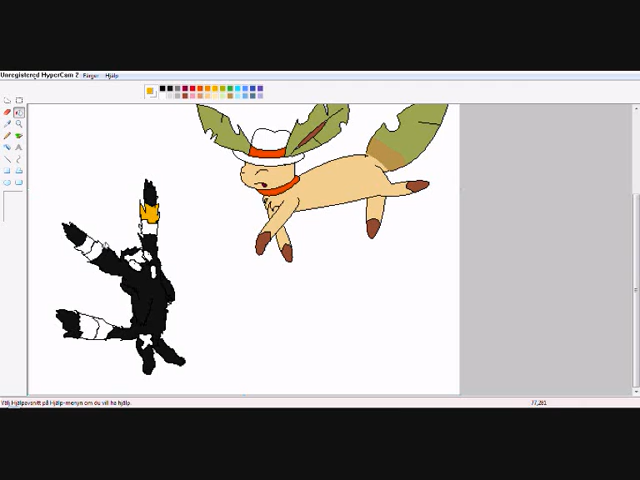 Unregistered HyperCam 2 Färger Hjälp
Välj Hjälpavsnitt på Hjälp-menyn om du vill ha hjälp.
77,281